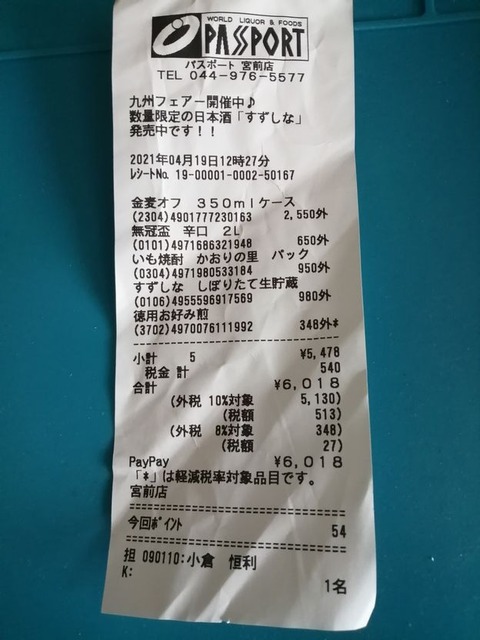 WORLD LIQUOR & FOODS
PASSPORT
パスポート 宮前店
TEL 044-976-5577
九州フェアー開催中♪
数量限定の日本酒「すずしな」
発売中です！！
2021年04月19日12時27分
ﾚｼｰﾄNo. 19-00001-0002-50167
金麦オフ 350mlケース
(2304)4901777230163 2,550外
無冠盃 辛口 2L
(0101)4971686321948 650外
いも焼酎 かおりの里 パック
(0304)4971980533184 950外
すずしな しぼりたて生貯蔵
(0106)4955596917569 980外
徳用お好み煎
(3702)4970076111992 348外*
小計 5 ¥5,478
税金 計 540
合計 ¥6,018
(外税 10%対象 5,130)
(税額 513)
(外税 8%対象 348)
(税額 27)
PayPay ¥6,018
「*」は軽減税率対象品目です。
宮前店
今回ﾎﾟｲﾝﾄ 54
担 090110:小倉 恒利
K: 1名